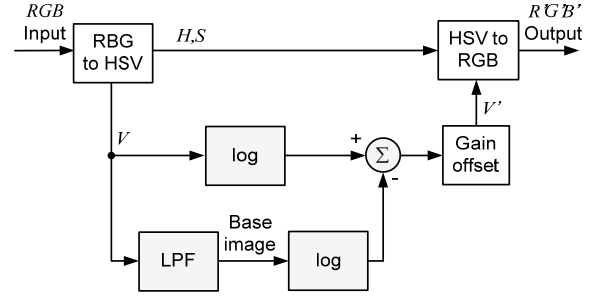 RGB
Input
RBG
to HSV
H,S
HSV to
RGB
R'G'B'
Output
V
log
+
Σ
-
V'
Gain
offset
LPF
Base
image
log